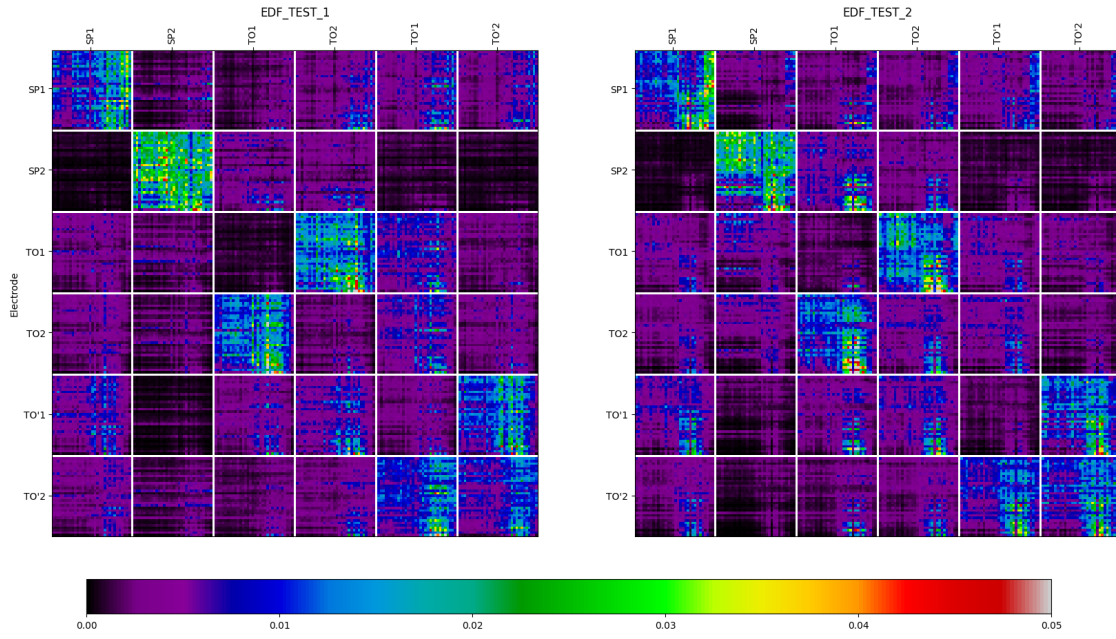 EDF_TEST_1
EDF_TEST_2
SP1 SP2 TO1 TO2 TO'1 TO'2
SP1 SP2 TO1 TO2 TO'1 TO'2
SP1
SP2
TO1
TO2
TO'1
TO'2
Electrode
SP1
SP2
TO1
TO2
TO'1
TO'2
0.00 0.01 0.02 0.03 0.04 0.05